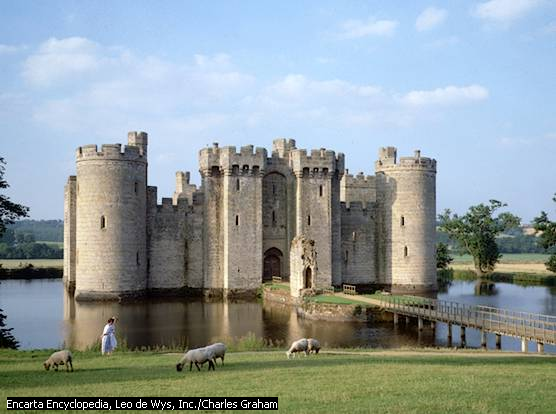 Encarta Encyclopedia, Leo de Wys, Inc./Charles Graham